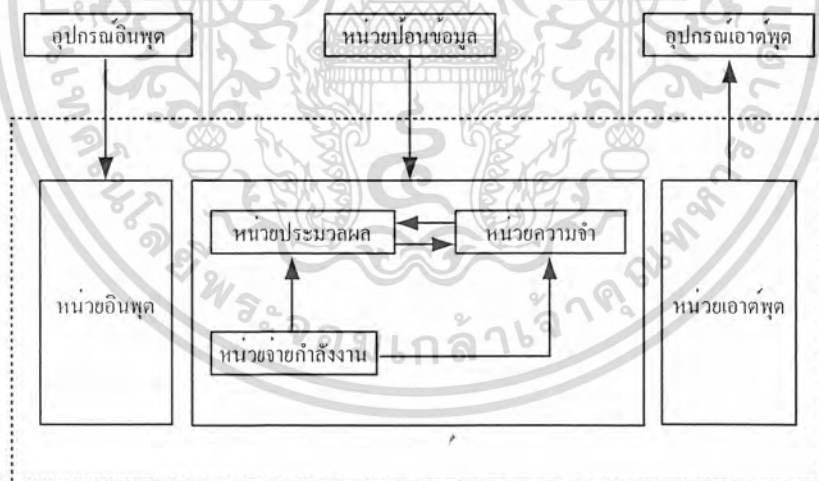 อุปกรณ์อินพุต
หน่วยป้อนข้อมูล
อุปกรณ์เอาต์พุต
หน่วยประมวลผล
หน่วยความจำ
หน่วยอินพุต
หน่วยเอาต์พุต
หน่วยจ่ายกำลังงาน